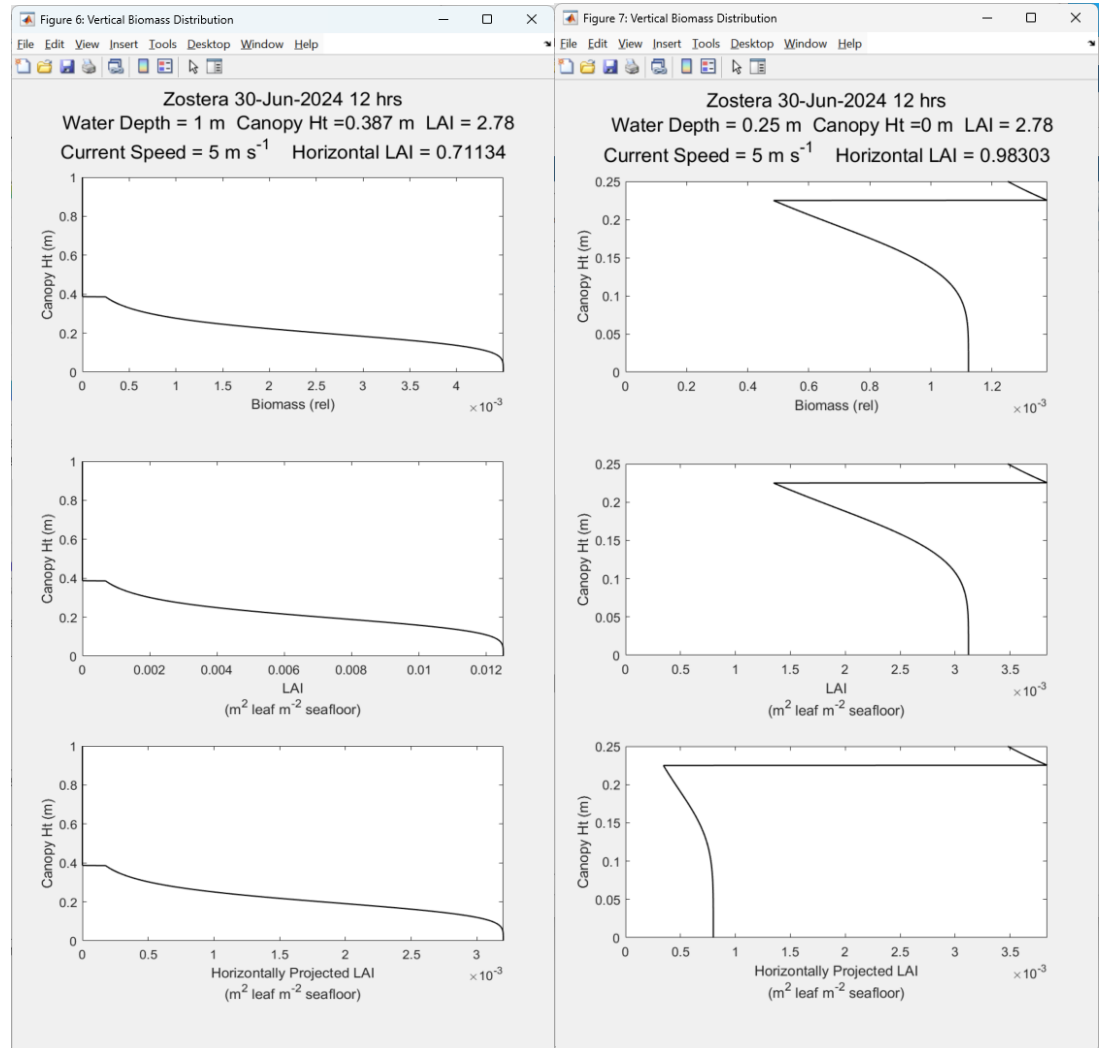 Figure 6: Vertical Biomass Distribution
File Edit View Insert Tools Desktop Window Help
Zostera 30-Jun-2024 12 hrs
Water Depth = 1 m Canopy Ht =0.387 m LAI = 2.78
Current Speed = 5 m s-1 Horizontal LAI = 0.71134
1
0.8
0.6
0.4
0.2
0
Canopy Ht (m)
0 0.5 1 1.5 2 2.5 3 3.5 4
Biomass (rel)
×10-3
1
0.8
0.6
0.4
0.2
0
Canopy Ht (m)
0 0.002 0.004 0.006 0.008 0.01 0.012
LAI
(m2 leaf m-2 seafloor)
1
0.8
0.6
0.4
0.2
0
Canopy Ht (m)
0 0.5 1 1.5 2 2.5 3
Horizontally Projected LAI
×10-3
(m2 leaf m-2 seafloor)
Figure 7: Vertical Biomass Distribution
File Edit View Insert Tools Desktop Window Help
Zostera 30-Jun-2024 12 hrs
Water Depth = 0.25 m Canopy Ht =0 m LAI = 2.78
Current Speed = 5 m s-1 Horizontal LAI = 0.98303
0.25
0.2
0.15
0.1
0.05
0
Canopy Ht (m)
0 0.2 0.4 0.6 0.8 1 1.2
Biomass (rel)
×10-3
0.25
0.2
0.15
0.1
0.05
0
Canopy Ht (m)
0 0.5 1 1.5 2 2.5 3 3.5
LAI
×10-3
(m2 leaf m-2 seafloor)
0.25
0.2
0.15
0.1
0.05
0
Canopy Ht (m)
0 0.5 1 1.5 2 2.5 3 3.5
Horizontally Projected LAI
×10-3
(m2 leaf m-2 seafloor)